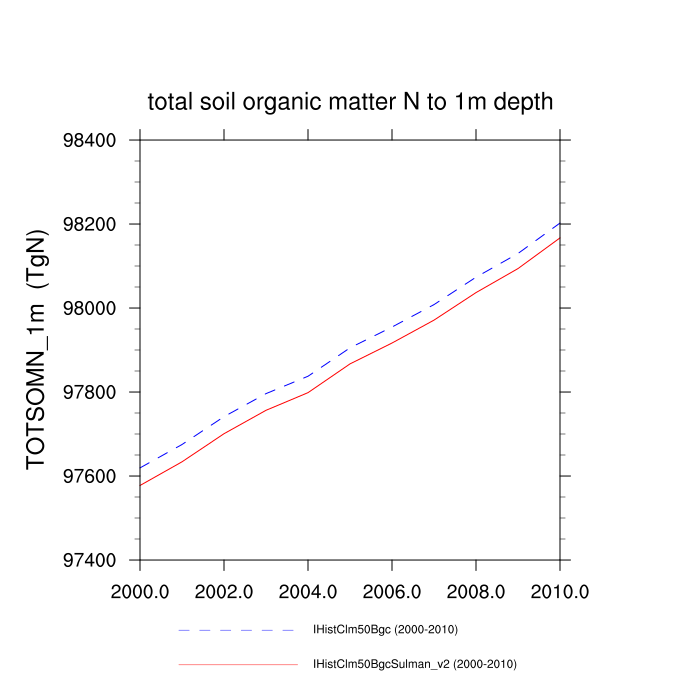 total soil organic matter N to 1m depth
TOTSOMN_1m (TgN)
98400
98200
98000
97800
97600
97400
2000.0 2002.0 2004.0 2006.0 2008.0 2010.0
IHistClm50Bgc (2000-2010)
IHistClm50BgcSulman_v2 (2000-2010)